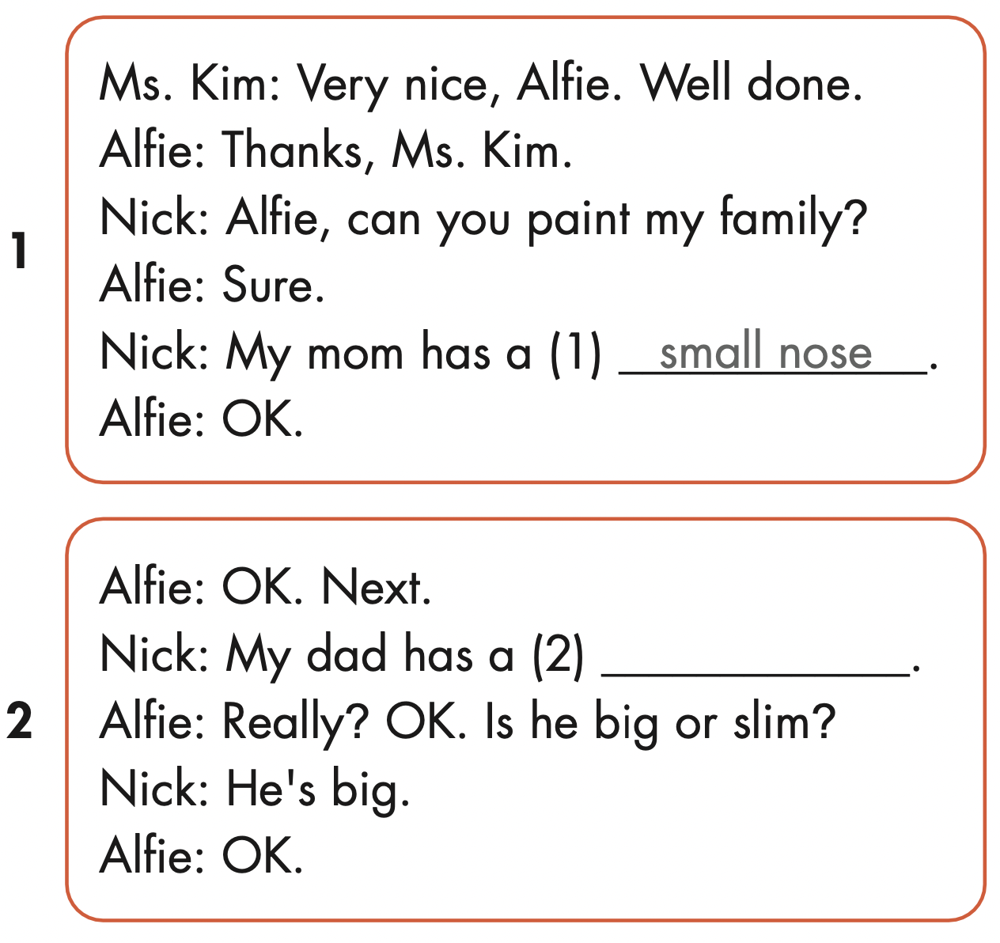 1
Ms. Kim: Very nice, Alfie. Well done.
Alfie: Thanks, Ms. Kim.
Nick: Alfie, can you paint my family?
Alfie: Sure.
Nick: My mom has a (1) small nose.
Alfie: OK.
2
Alfie: OK. Next.
Nick: My dad has a (2) ____________.
Alfie: Really? OK. Is he big or slim?
Nick: He's big.
Alfie: OK.